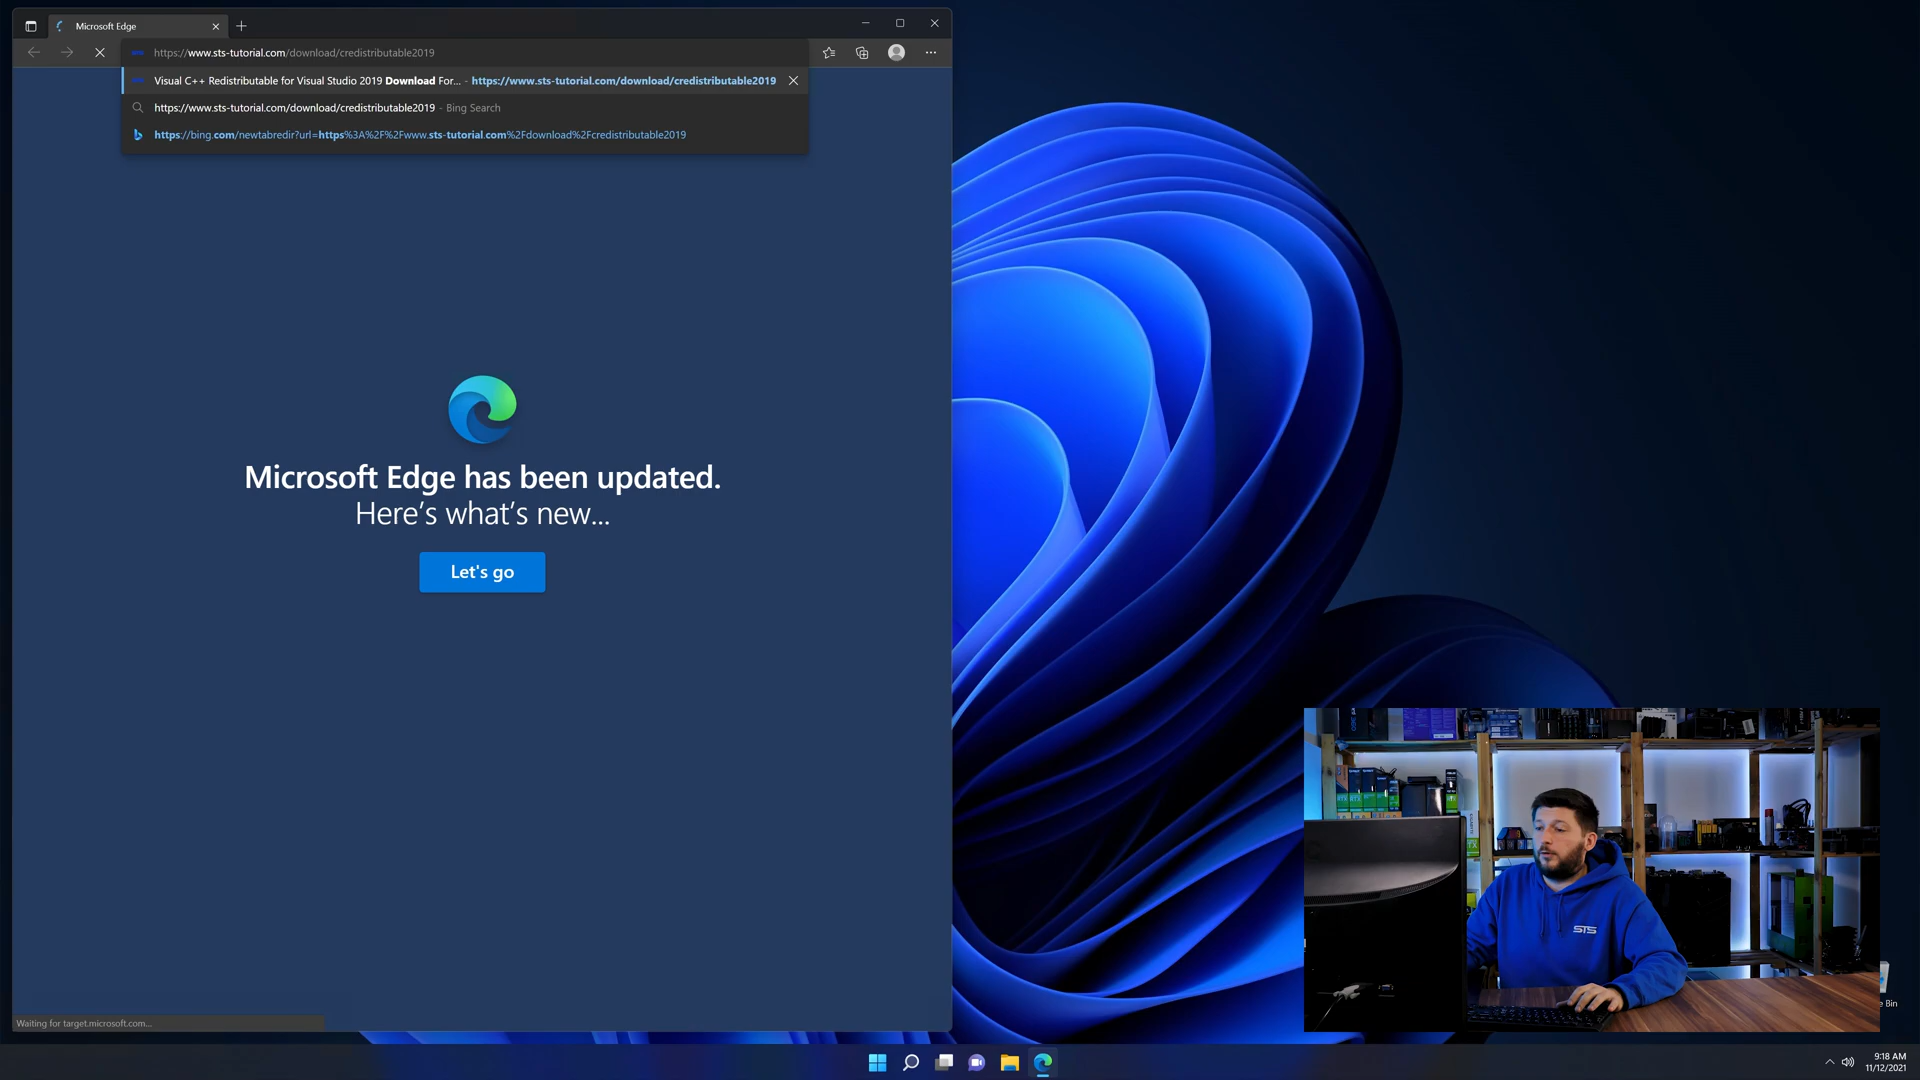 Microsoft Edge
https://www.sts-tutorial.com/download/credistributable2019
Visual C++ Redistributable for Visual Studio 2019 Download For... - https://www.sts-tutorial.com/download/credistributable2019
https://www.sts-tutorial.com/download/credistributable2019 - Bing Search
https://bing.com/newtabredir?url=https%3A%2F%2Fwww.sts-tutorial.com%2Fdownload%2Fcredistributable2019
Microsoft Edge has been updated.
Here's what's new...
Let's go
Waiting for target.microsoft.com...
STS
Bin
9:18 AM
11/12/2021